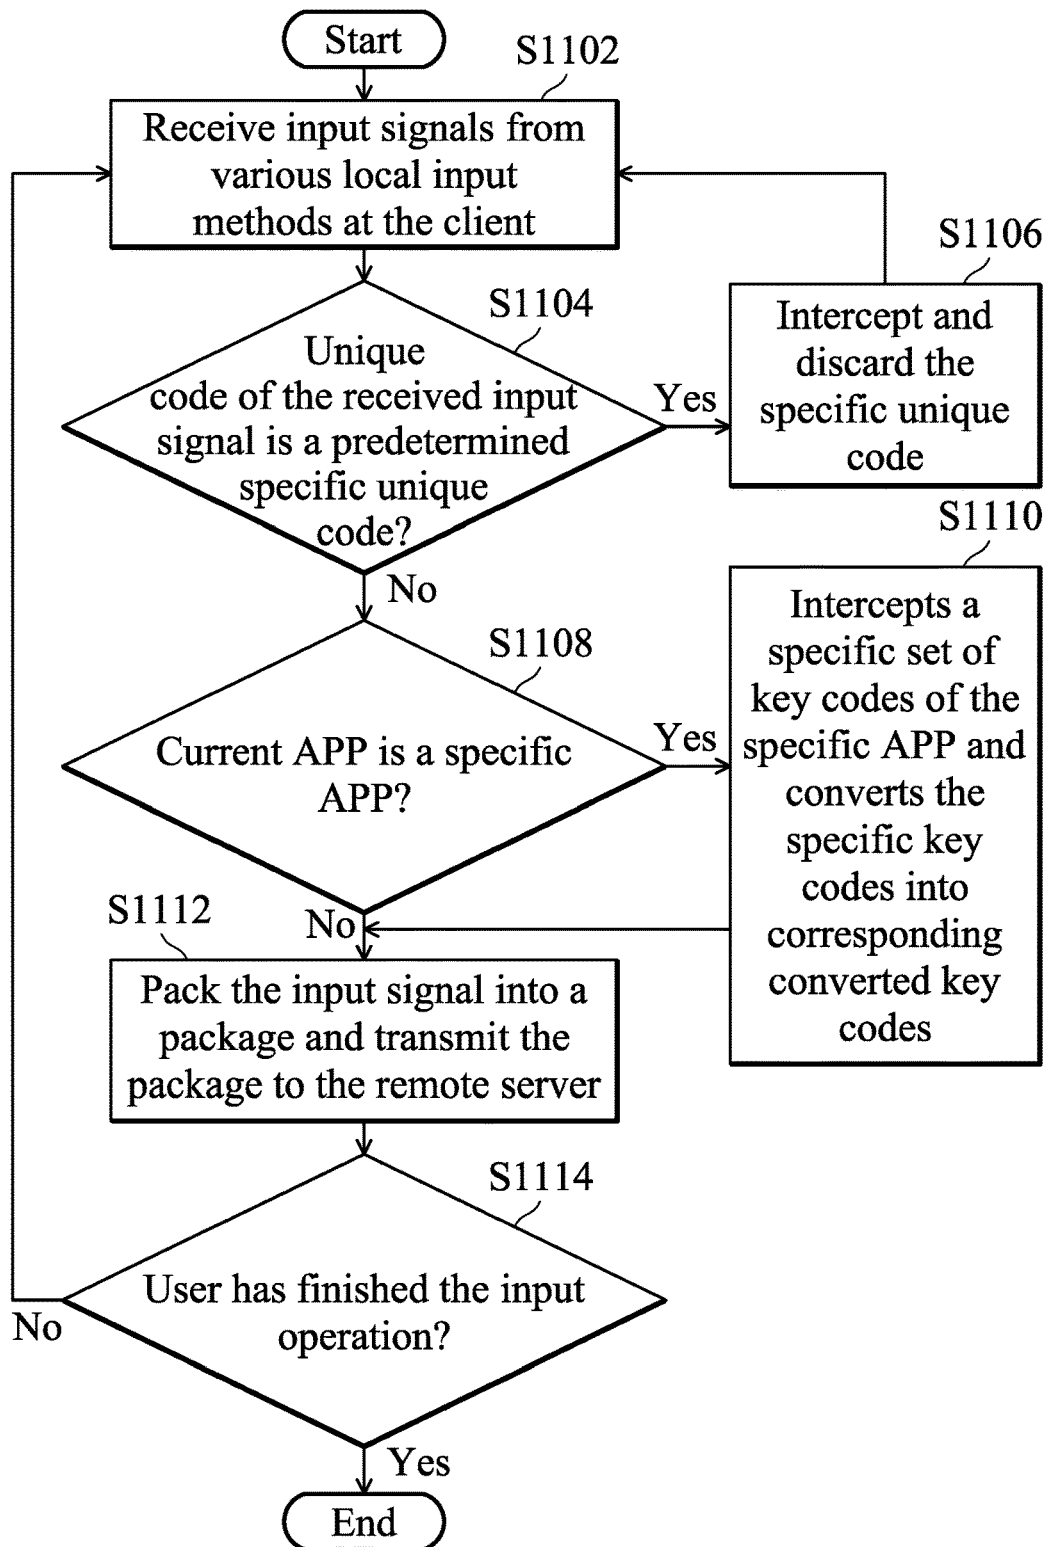 Start
S1102
Receive input signals from
various local input
methods at the client
S1106
Intercept and
discard the
specific unique
code
S1104
Unique
code of the received input
signal is a predetermined
specific unique
code?
Yes
No
S1110
Intercepts a
specific set of
key codes of the
specific APP and
converts the
specific key
codes into
corresponding
converted key
codes
S1108
Current APP is a specific
APP?
Yes
No
S1112
Pack the input signal into a
package and transmit the
package to the remote server
S1114
User has finished the input
operation?
No
Yes
End